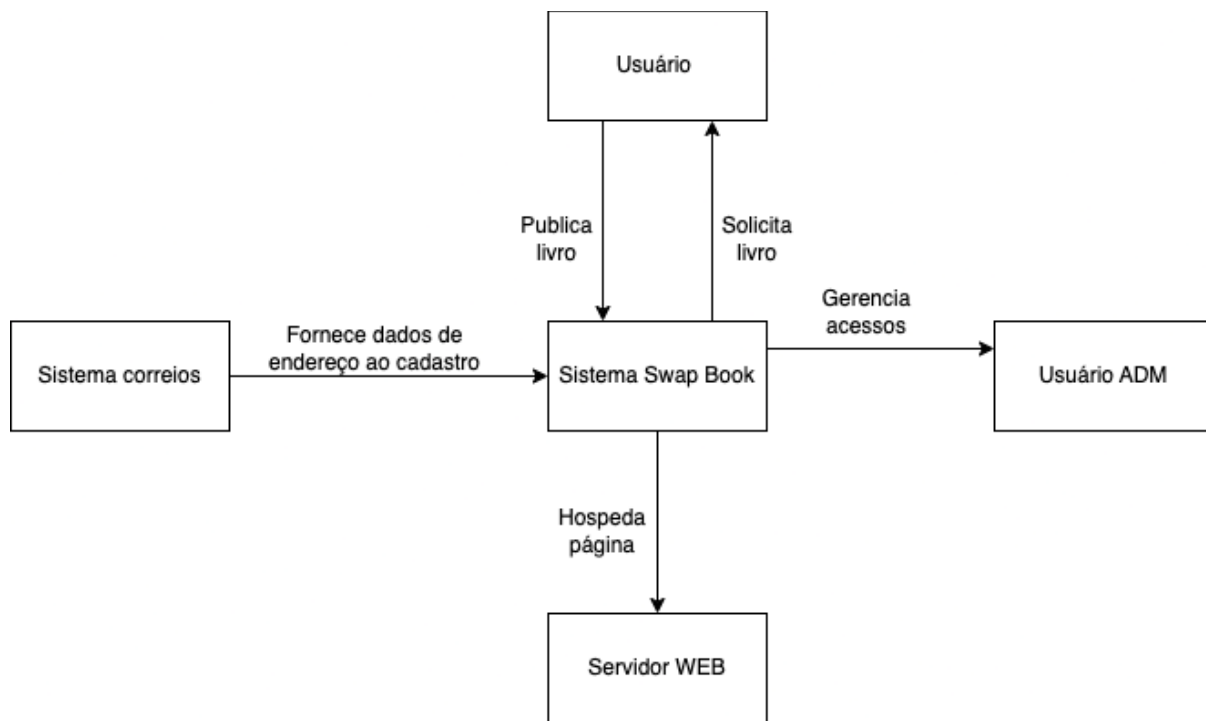 Usuário
Publica
livro
Solicita
livro
Gerencia
acessos
Fornece dados de
endereço ao cadastro
Sistema correios
Sistema Swap Book
Usuário ADM
Hospeda
página
Servidor WEB